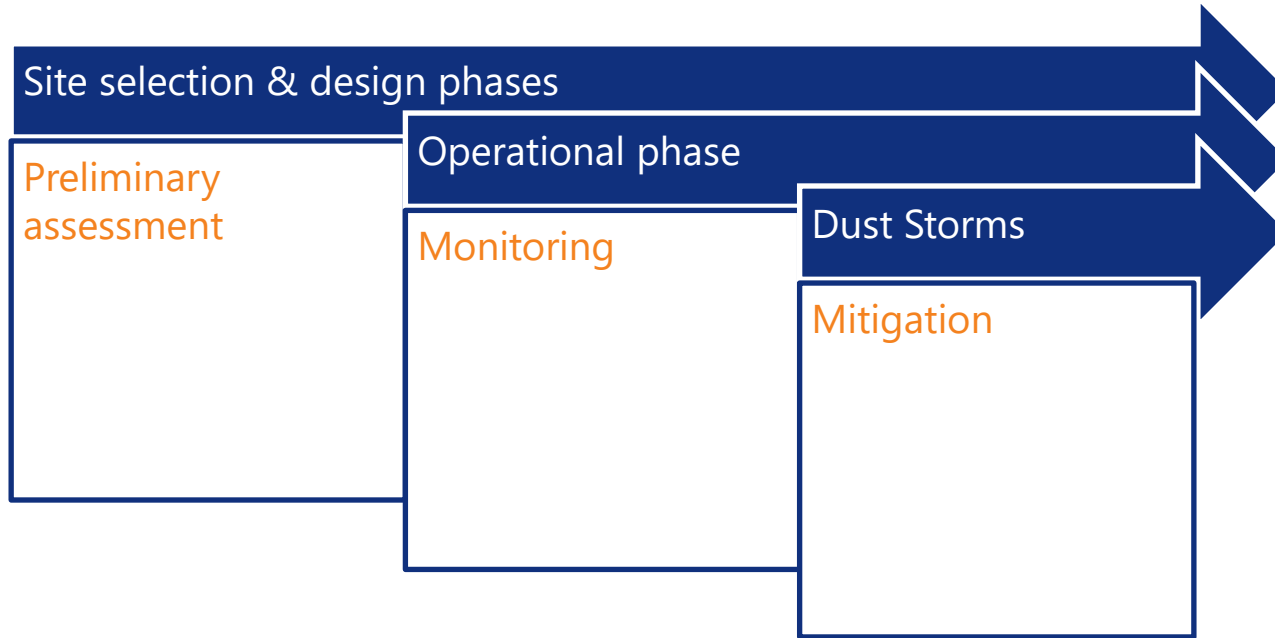 Site selection & design phases
Preliminary
assessment
Operational phase
Monitoring
Dust Storms
Mitigation